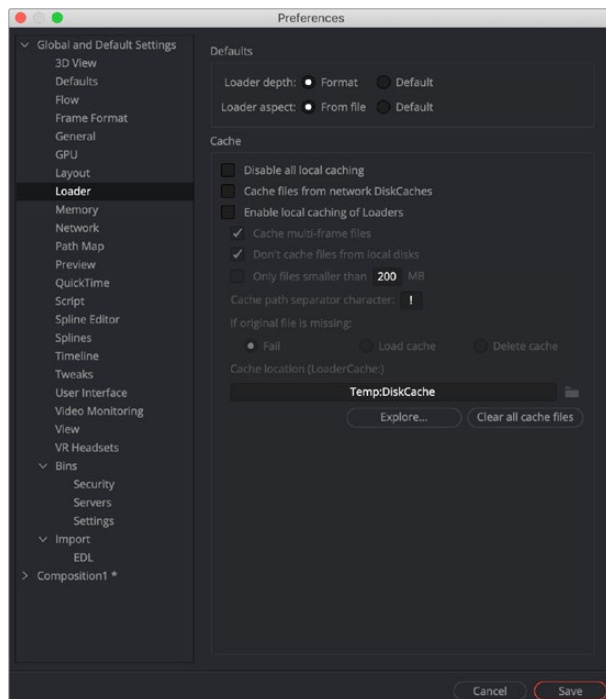 Preferences
Global and Default Settings
3D View
Defaults
Flow
Frame Format
General
GPU
Layout
Loader
Memory
Network
Path Map
Preview
QuickTime
Script
Spline Editor
Splines
Timeline
Tweaks
User Interface
Video Monitoring
View
VR Headsets
Bins
Security
Servers
Settings
Import
EDL
Composition1 *
Defaults
Loader depth: Format Default
Loader aspect: From file Default
Cache
Disable all local caching
Cache files from network DiskCaches
Enable local caching of Loaders
Cache multi-frame files
Don't cache files from local disks
Only files smaller than 200 MB
Cache path separator character: !
If original file is missing:
Fail Load cache Delete cache
Cache location (LoaderCache:)
Temp:DiskCache
Explore... Clear all cache files
Cancel Save